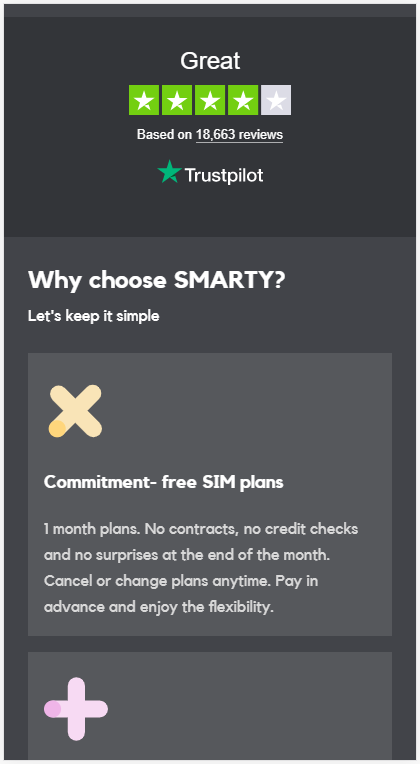 Great
Based on 18,663 reviews
Trustpilot
Why choose SMARTY?
Let's keep it simple
Commitment- free SIM plans
1 month plans. No contracts, no credit checks
and no surprises at the end of the month.
Cancel or change plans anytime. Pay in
advance and enjoy the flexibility.